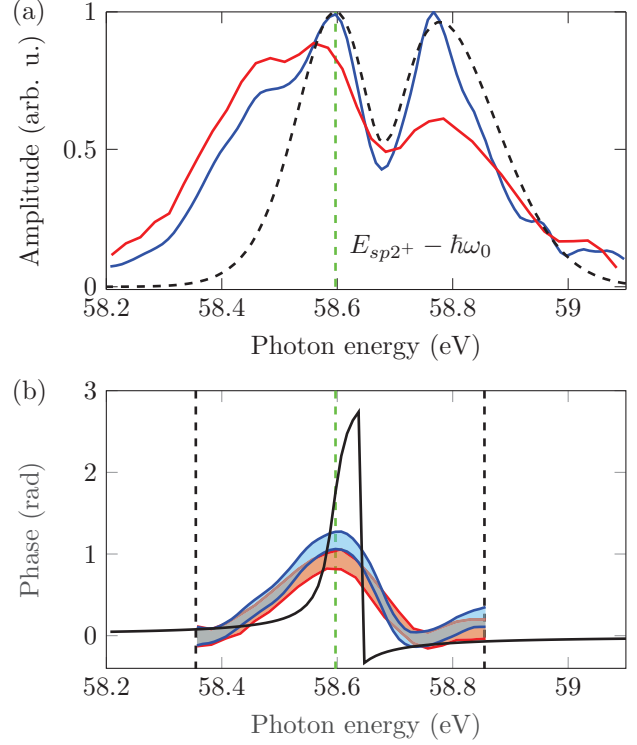 (a)
1
0.5
0
Amplitude (arb. u.)
E_{sp2^+} − ħω_0
58.2 58.4 58.6 58.8 59
Photon energy (eV)
(b)
3
2
1
0
Phase (rad)
58.2 58.4 58.6 58.8 59
Photon energy (eV)